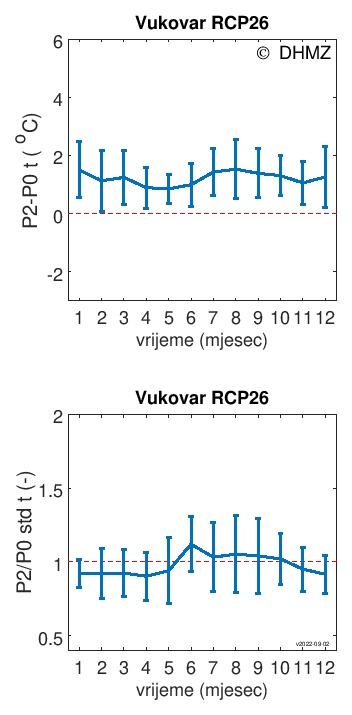 Vukovar RCP26
© DHMZ
6
4
2
0
-2
P2-P0 t ( oC)
1 2 3 4 5 6 7 8 9 10 11 12
vrijeme (mjesec)
Vukovar RCP26
2
1.5
1
0.5
P2/P0 std t (-)
v2022-09-02
1 2 3 4 5 6 7 8 9 10 11 12
vrijeme (mjesec)